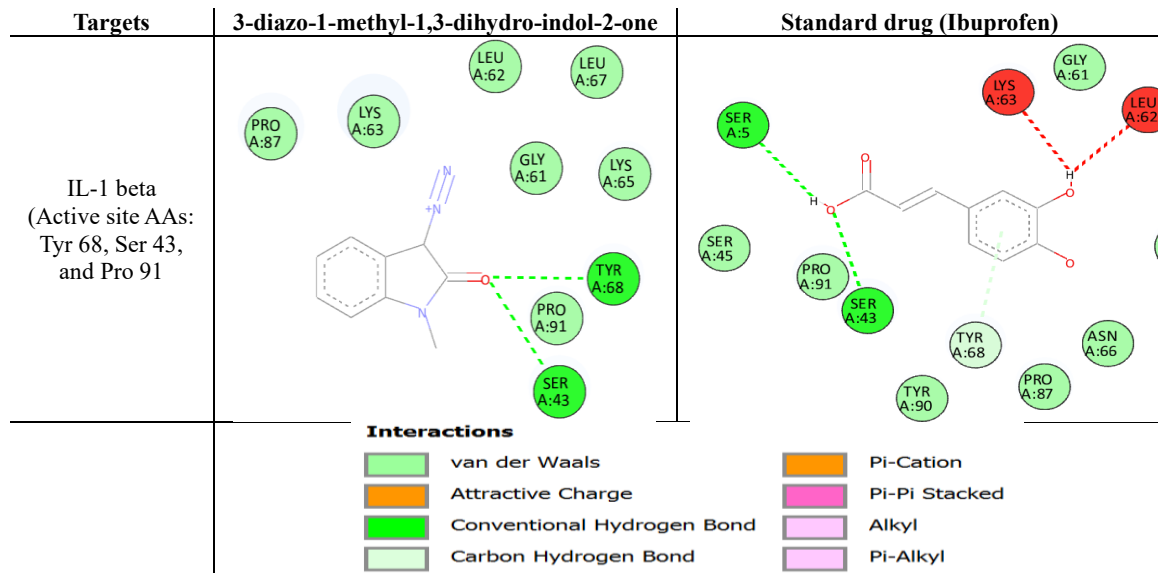 Targets
3-diazo-1-methyl-1,3-dihydro-indol-2-one
Standard drug (Ibuprofen)
IL-1 beta
(Active site AAs:
Tyr 68, Ser 43,
and Pro 91
LEU
A:62
LEU
A:67
PRO
A:87
LYS
A:63
GLY
A:61
LYS
A:65
N
+N
O
N
TYR
A:68
PRO
A:91
SER
A:43
LYS
A:63
GLY
A:61
LEU
A:62
SER
A:5
O
H
O
H
O
O
SER
A:45
PRO
A:91
SER
A:43
TYR
A:68
ASN
A:66
TYR
A:90
PRO
A:87
Interactions
van der Waals
Attractive Charge
Conventional Hydrogen Bond
Carbon Hydrogen Bond
Pi-Cation
Pi-Pi Stacked
Alkyl
Pi-Alkyl